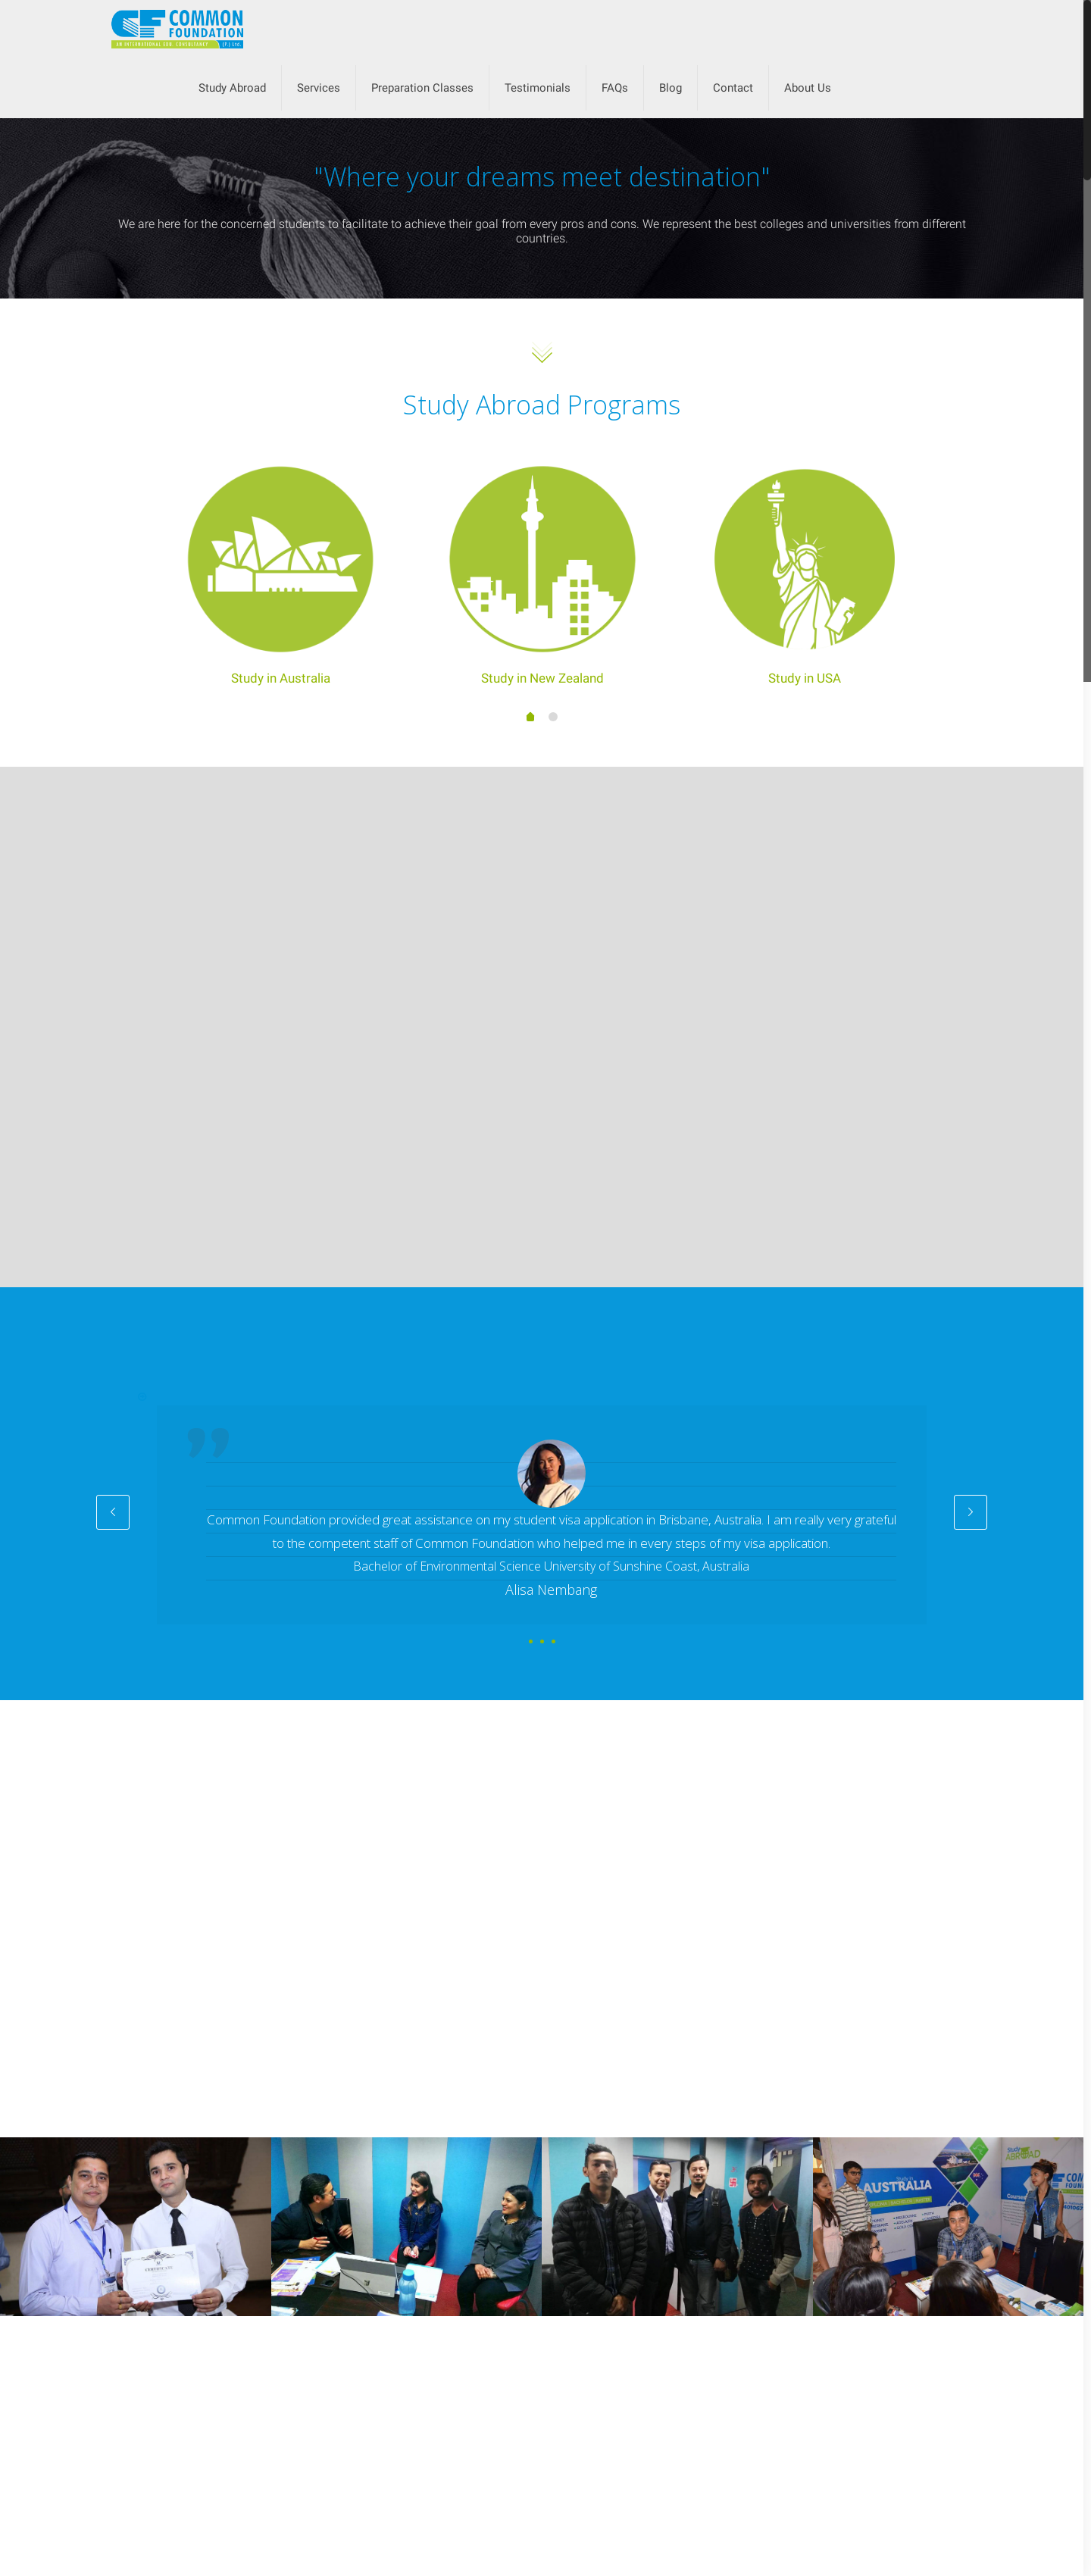 COMMON
FOUNDATION
AN INTERNATIONAL EDU. CONSULTANCY (P.) Ltd.
Study Abroad
Services
Preparation Classes
Testimonials
FAQs
Blog
Contact
About Us
"Where your dreams meet destination"
We are here for the concerned students to facilitate to achieve their goal from every pros and cons. We represent the best colleges and universities from different
countries.
Study Abroad Programs
Study in Australia
Study in New Zealand
Study in USA
Common Foundation provided great assistance on my student visa application in Brisbane, Australia. I am really very grateful
to the competent staff of Common Foundation who helped me in every steps of my visa application.
Bachelor of Environmental Science University of Sunshine Coast, Australia
Alisa Nembang
AUSTRALIA
ABROAD